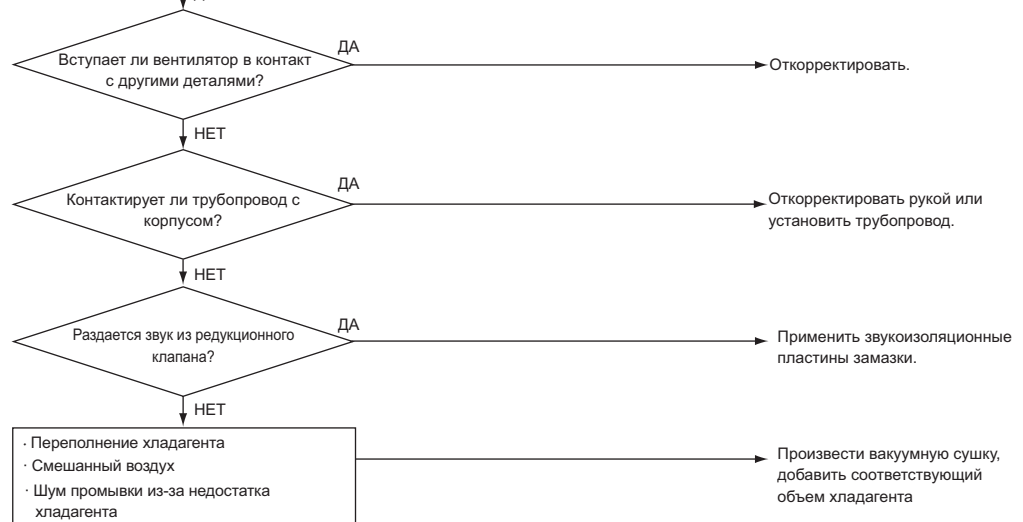 Вступает ли вентилятор в контакт
с другими деталями?
ДА
Откорректировать.
НЕТ
Контактирует ли трубопровод с
корпусом?
ДА
Откорректировать рукой или
установить трубопровод.
НЕТ
Раздается звук из редукционного
клапана?
ДА
Применить звукоизоляционные
пластины замазки.
НЕТ
· Переполнение хладагента
· Смешанный воздух
· Шум промывки из-за недостатка
хладагента
Произвести вакуумную сушку,
добавить соответствующий
объем хладагента